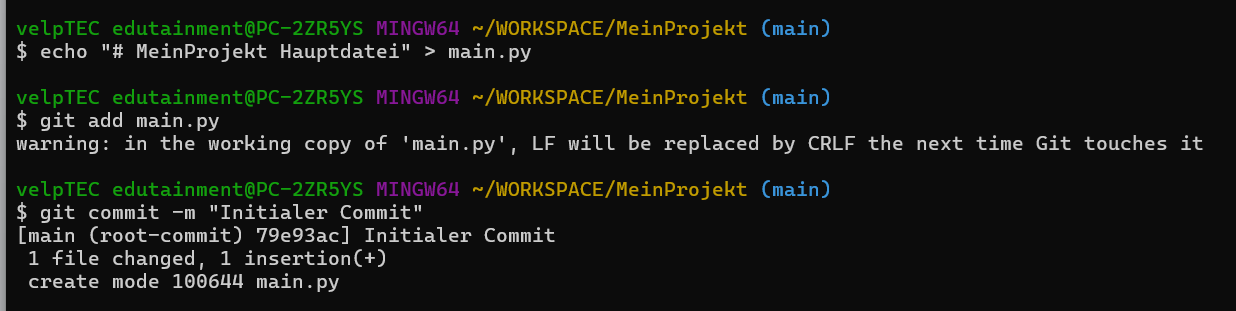 velpTEC edutainment@PC-2ZR5YS MINGW64 ~/WORKSPACE/MeinProjekt (main)
$ echo "# MeinProjekt Hauptdatei" > main.py
velpTEC edutainment@PC-2ZR5YS MINGW64 ~/WORKSPACE/MeinProjekt (main)
$ git add main.py
warning: in the working copy of 'main.py', LF will be replaced by CRLF the next time Git touches it
velpTEC edutainment@PC-2ZR5YS MINGW64 ~/WORKSPACE/MeinProjekt (main)
$ git commit -m "Initialer Commit"
[main (root-commit) 79e93ac] Initialer Commit
 1 file changed, 1 insertion(+)
 create mode 100644 main.py